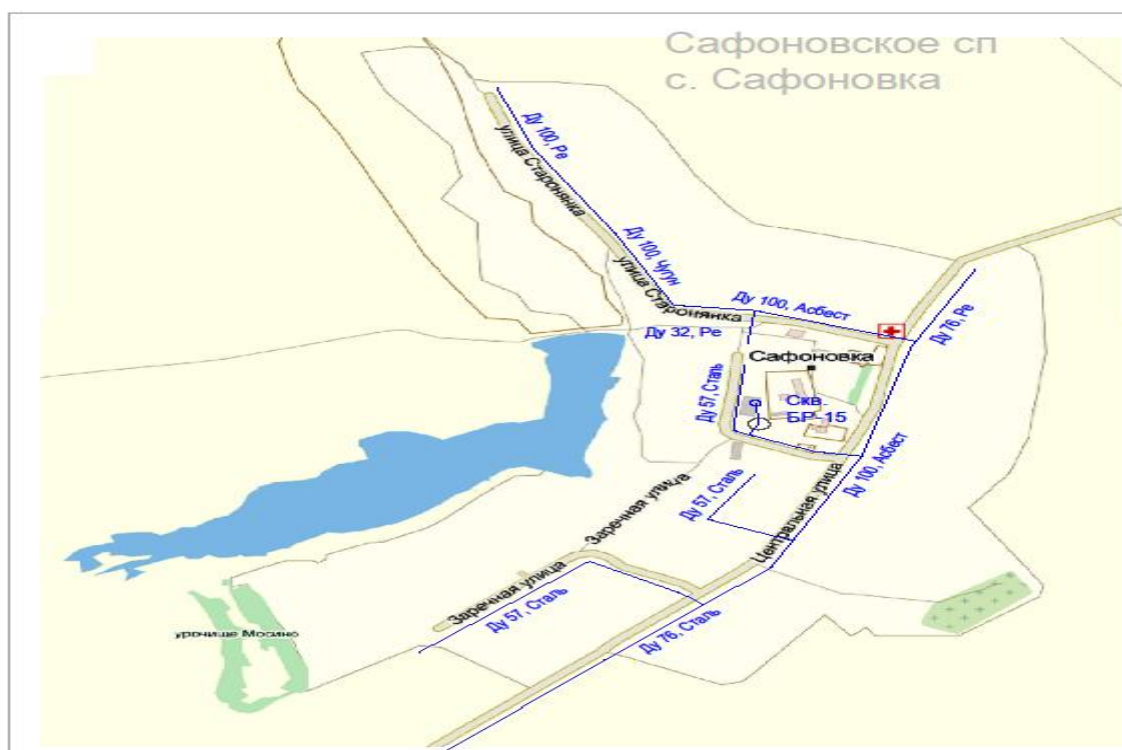 Сафоновское сп
с. Сафоновка
Ду 100, Ре
улица Старонянка
Ду 100, Чугун
улица Старонянка
Ду 100, Асбест
Ду 76, Ре
Ду 32, Ре
Сафоновка
Ду 57, Сталь
Скв.
БР-15
Ду 100, Асбест
Ду 57, Сталь
Заречная улица
Центральная улица
Заречная улица
Ду 57, Сталь
урочище Мосино
Ду 76, Сталь